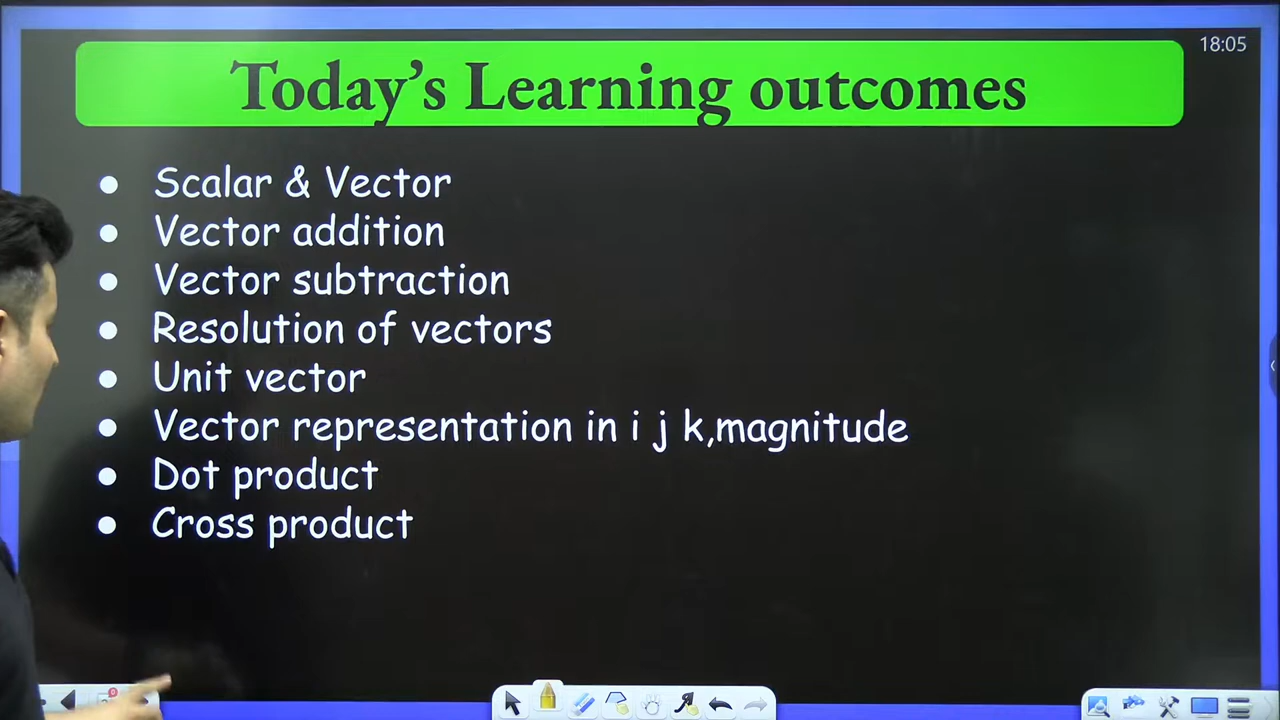 18:05
Today's Learning outcomes
● Scalar & Vector
● Vector addition
● Vector subtraction
● Resolution of vectors
● Unit vector
● Vector representation in i j k,magnitude
● Dot product
● Cross product